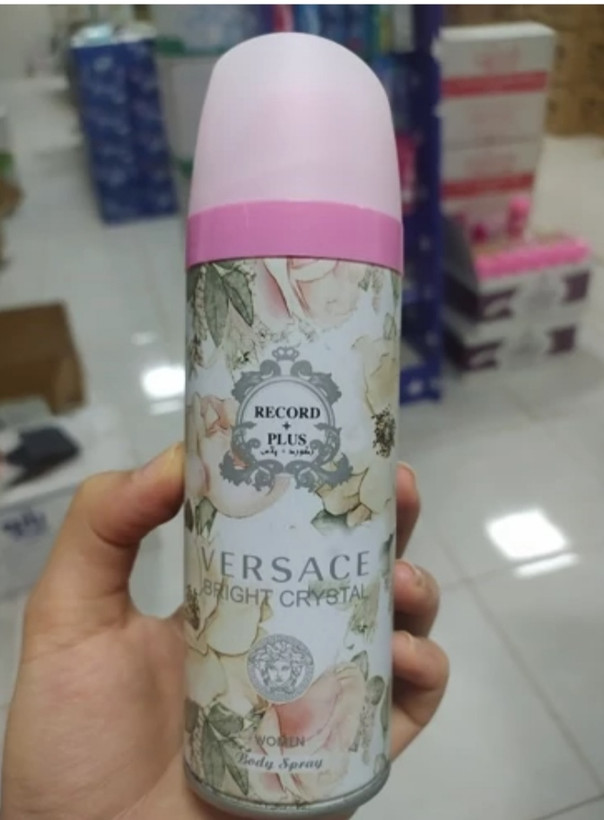 RECORD
+
PLUS
VERSACE
BRIGHT CRYSTAL
WOMEN
Body Spray